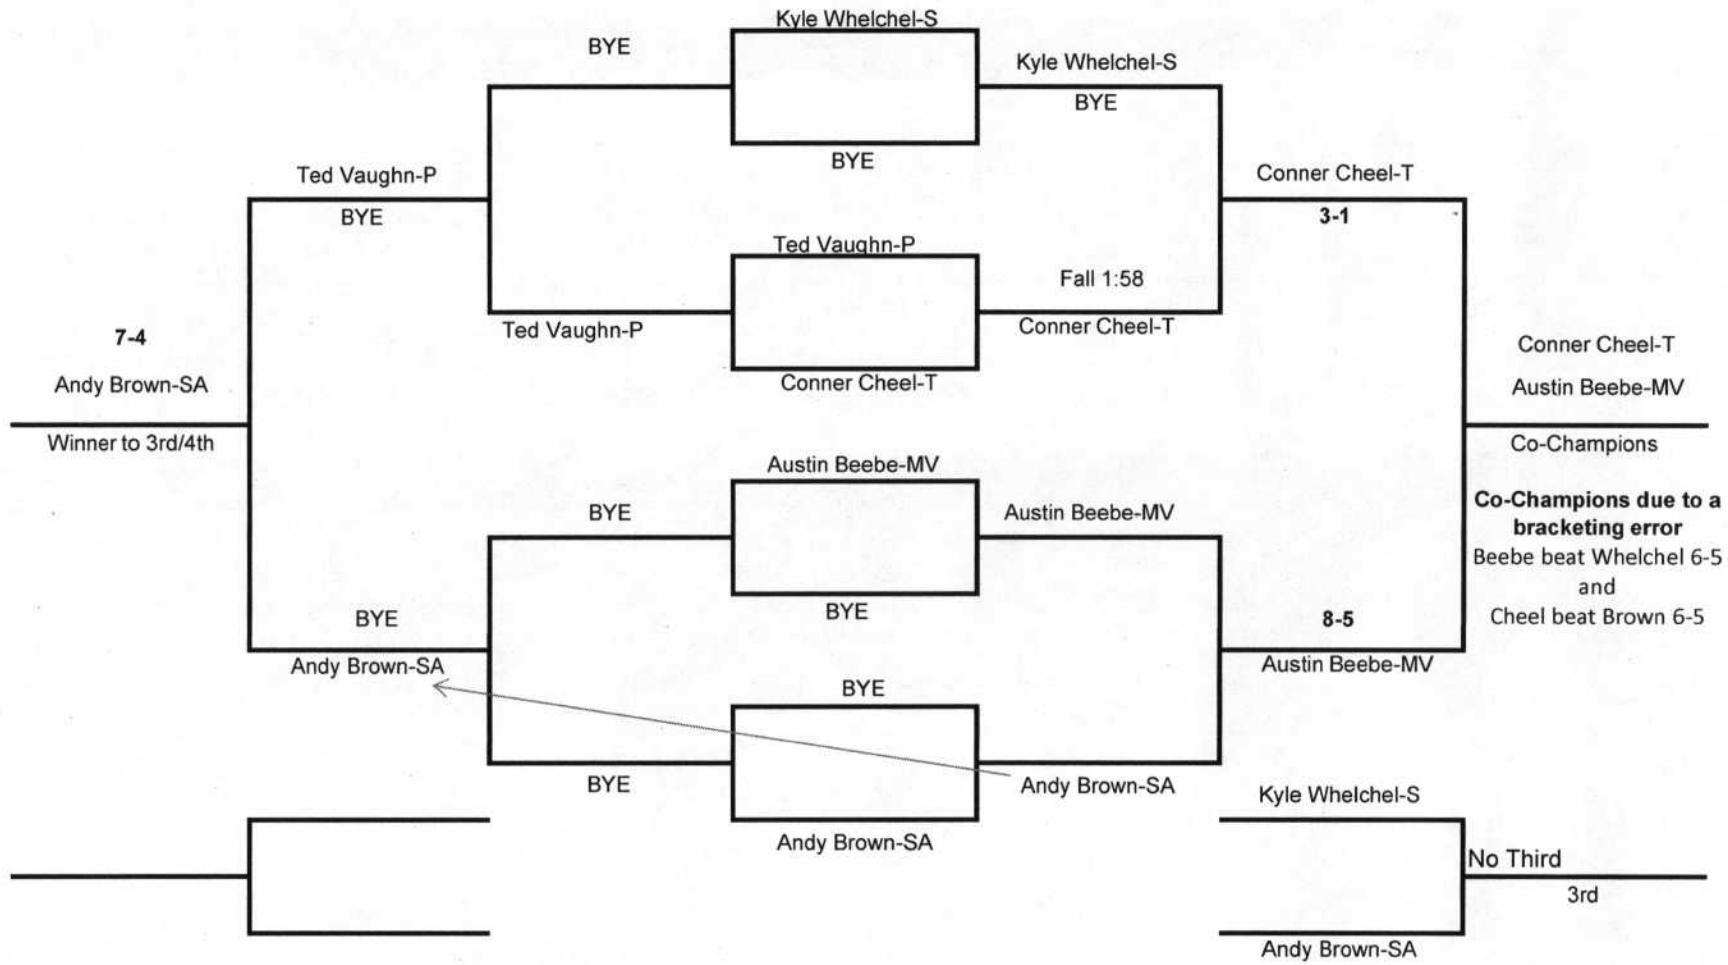 Kyle Whelchel-S
BYE
Kyle Whelchel-S
BYE
BYE
Ted Vaughn-P
BYE
Conner Cheel-T
3-1
Ted Vaughn-P
Fall 1:58
Ted Vaughn-P
Conner Cheel-T
7-4
Conner Cheel-T
Andy Brown-SA
Conner Cheel-T
Austin Beebe-MV
Winner to 3rd/4th
Co-Champions
Austin Beebe-MV
BYE
Austin Beebe-MV
Co-Champions due to a
bracketing error
Beebe beat Whelchel 6-5
and
Cheel beat Brown 6-5
BYE
BYE
8-5
Andy Brown-SA
Austin Beebe-MV
BYE
BYE
Andy Brown-SA
Kyle Whelchel-S
Andy Brown-SA
No Third
3rd
Andy Brown-SA